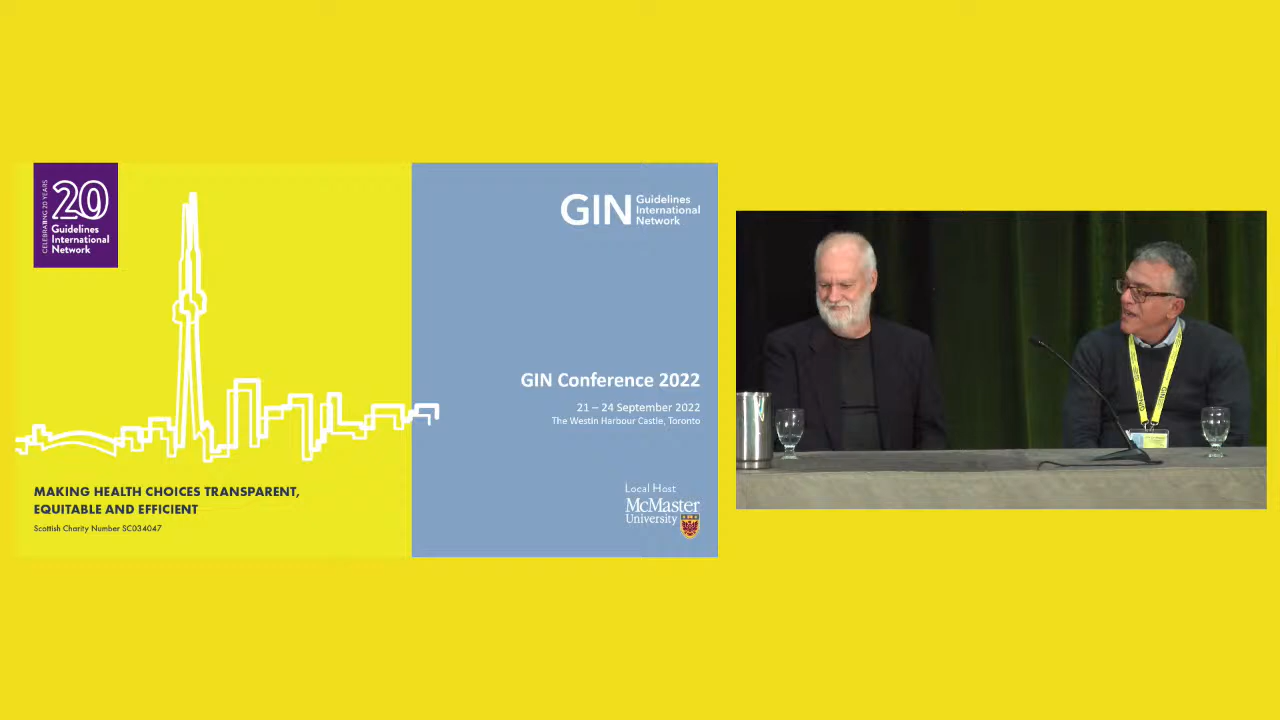 CELEBRATING 20 YEARS
20
Guidelines
International
Network
MAKING HEALTH CHOICES TRANSPARENT,
EQUITABLE AND EFFICIENT
Scottish Charity Number SC034047
GIN Guidelines
International
Network
GIN Conference 2022
21 – 24 September 2022
The Westin Harbour Castle, Toronto
Local Host
McMaster
University